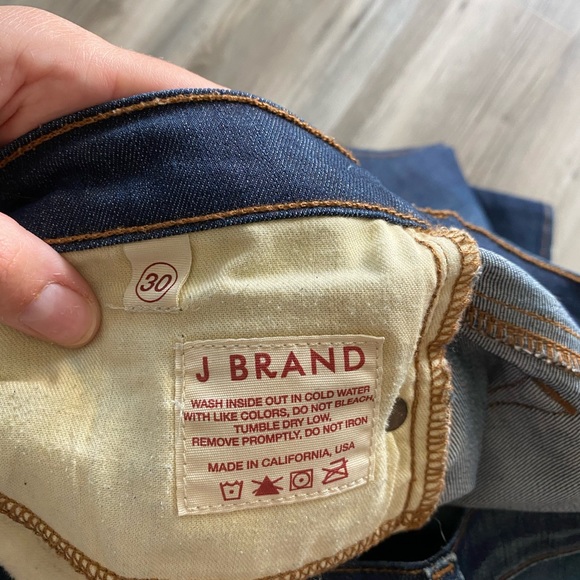 30
J BRAND
WASH INSIDE OUT IN COLD WATER
WITH LIKE COLORS, DO NOT BLEACH,
TUMBLE DRY LOW,
REMOVE PROMPTLY, DO NOT IRON
MADE IN CALIFORNIA, USA